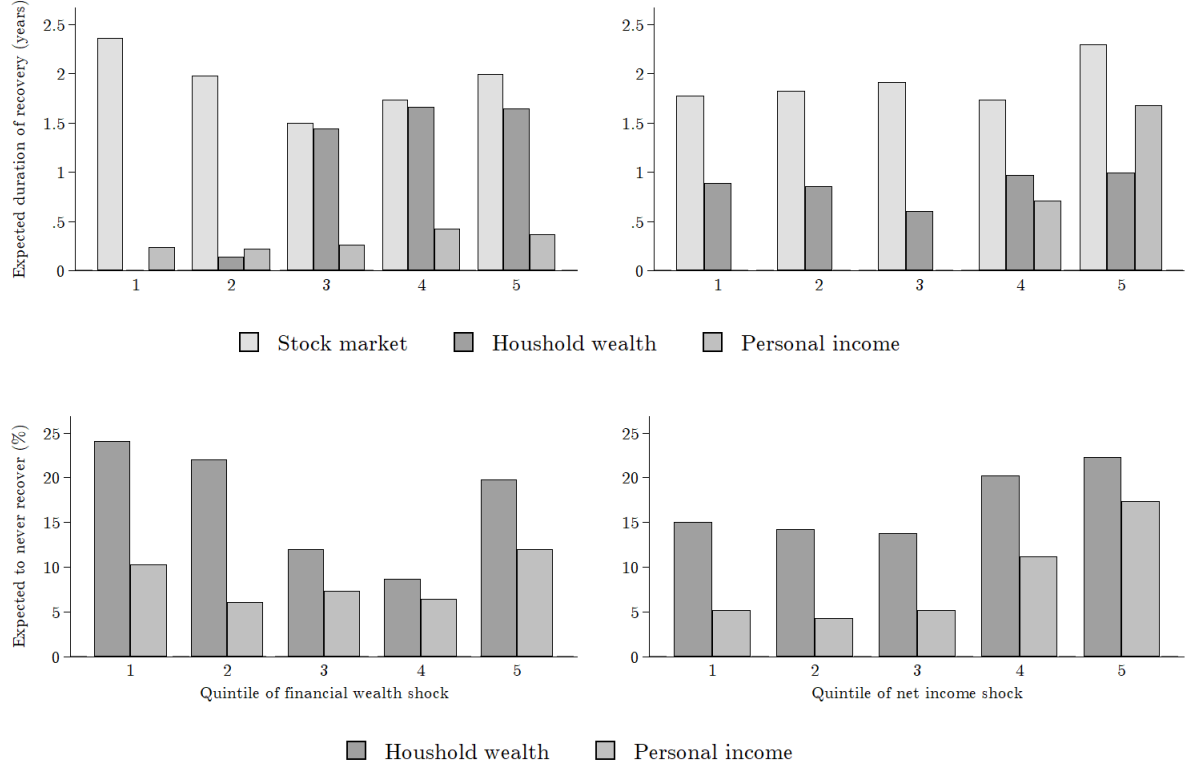 Expected duration of recovery (years)
2.5
2
1.5
1
.5
0
1 2 3 4 5
2.5
2
1.5
1
.5
0
1 2 3 4 5
Stock market Houshold wealth Personal income
Expected to never recover (%)
25
20
15
10
5
0
1 2 3 4 5
Quintile of financial wealth shock
25
20
15
10
5
0
1 2 3 4 5
Quintile of net income shock
Houshold wealth Personal income